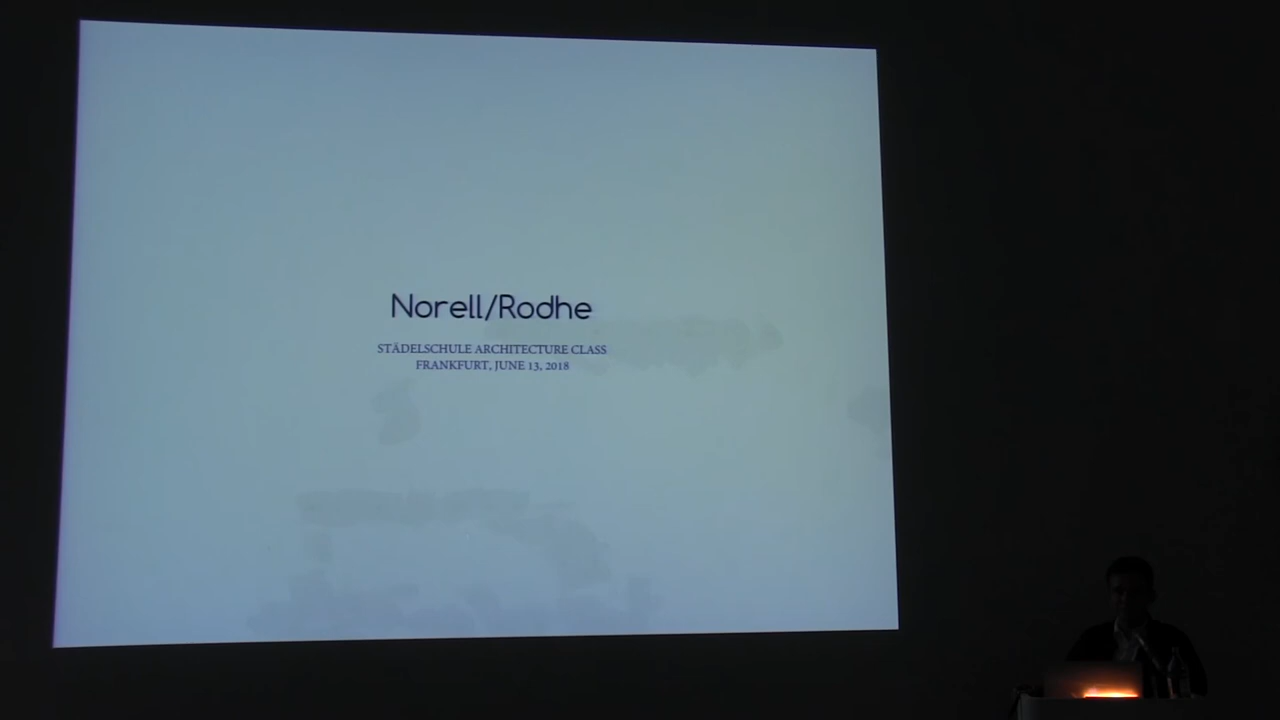 Norell/Rodhe
STÄDELSCHULE ARCHITECTURE CLASS
FRANKFURT, JUNE 13, 2018